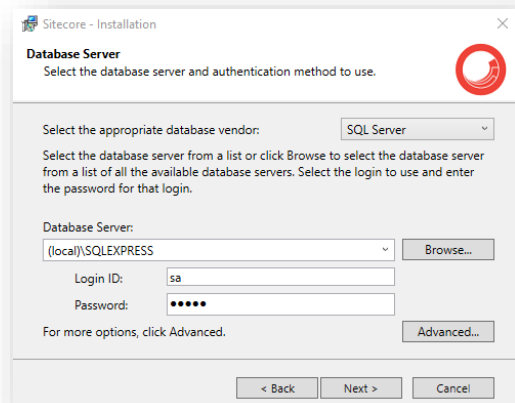 Sitecore - Installation
Database Server
Select the database server and authentication method to use.
Select the appropriate database vendor:
SQL Server
Select the database server from a list or click Browse to select the database server
from a list of all the available database servers. Select the login to use and enter
the password for that login.
Database Server:
(local)\SQLEXPRESS
Browse...
Login ID:
sa
Password:
●●●●●
For more options, click Advanced.
Advanced...
< Back
Next >
Cancel